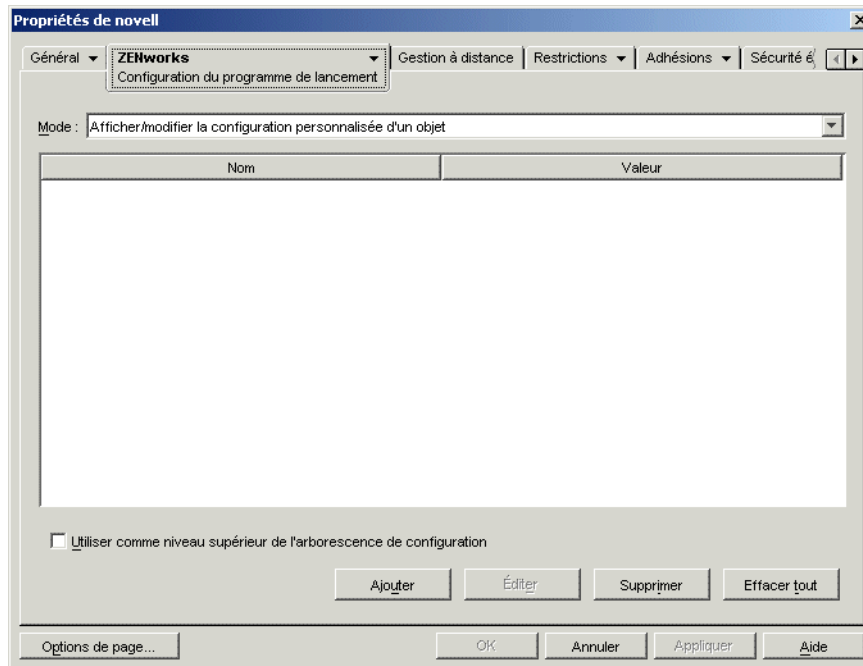 Propriétés de novell
Général
ZENworks
Gestion à distance
Restrictions
Adhésions
Sécurité é
Configuration du programme de lancement
Mode : Afficher/modifier la configuration personnalisée d'un objet
Nom
Valeur
Utiliser comme niveau supérieur de l'arborescence de configuration
Ajouter
Éditer
Supprimer
Effacer tout
Options de page...
OK
Annuler
Appliquer
Aide